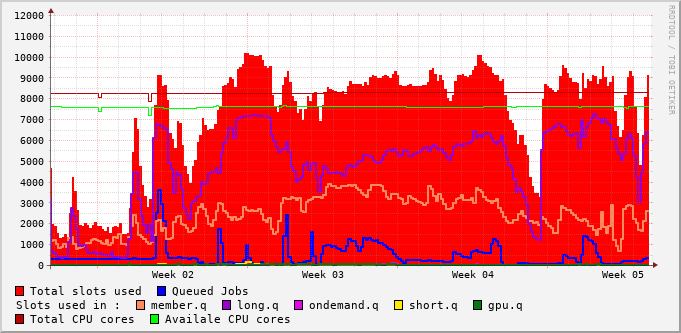 12000
11000
10000
9000
8000
7000
6000
5000
4000
3000
2000
1000
0
Week 02 Week 03 Week 04 Week 05
Total slots used Queued Jobs
Slots used in : member.q long.q ondemand.q short.q gpu.q
Total CPU cores Availale CPU cores
RRDTOOL / TOBI OETIKER